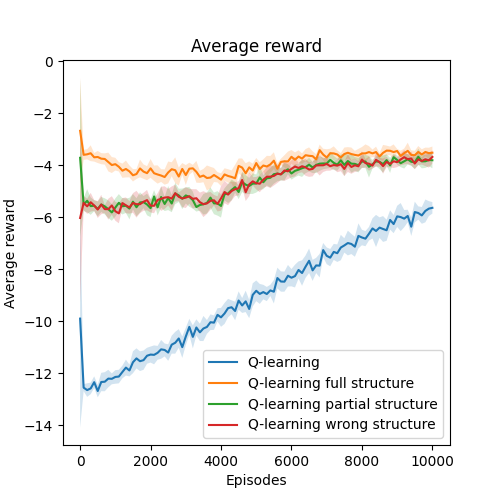 Average reward
0
−2
−4
−6
−8
−10
−12
−14
Average reward
0
2000
4000
6000
8000
10000
Episodes
Q-learning
Q-learning full structure
Q-learning partial structure
Q-learning wrong structure